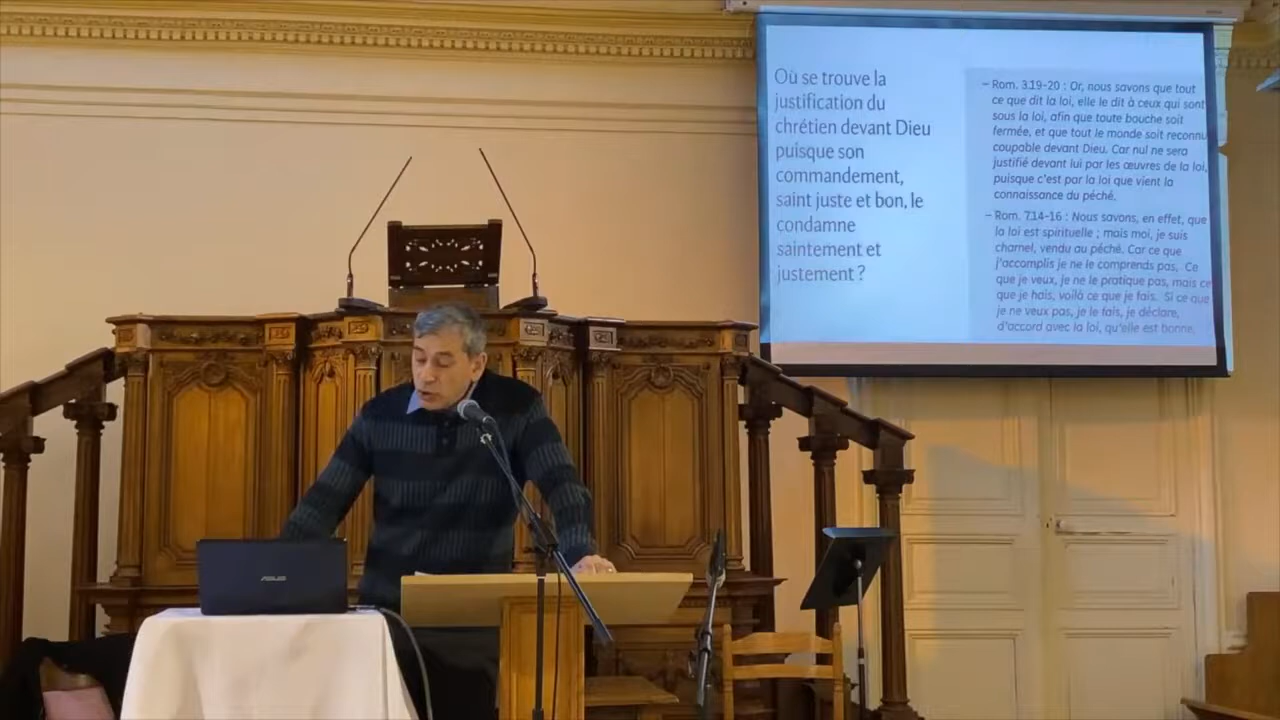 Où se trouve la
justification du
chrétien devant Dieu
puisque son
commandement,
saint juste et bon, le
condamne
saintement et
justement ?
– Rom. 3.19-20 : Or, nous savons que tout
ce que dit la loi, elle le dit à ceux qui sont
sous la loi, afin que toute bouche soit
fermée, et que tout le monde soit reconnu
coupable devant Dieu. Car nul ne sera
justifié devant lui par les œuvres de la loi,
puisque c'est par la loi que vient la
connaissance du péché.
– Rom. 7.14-16 : Nous savons, en effet, que
la loi est spirituelle ; mais moi, je suis
charnel, vendu au péché. Car ce que
j'accomplis je ne le comprends pas, Ce
que je veux, je ne le pratique pas, mais ce
que je hais, voilà ce que je fais. Si ce que
je ne veux pas, je le fais, je déclare,
d'accord avec la loi, qu'elle est bonne.
ASUS